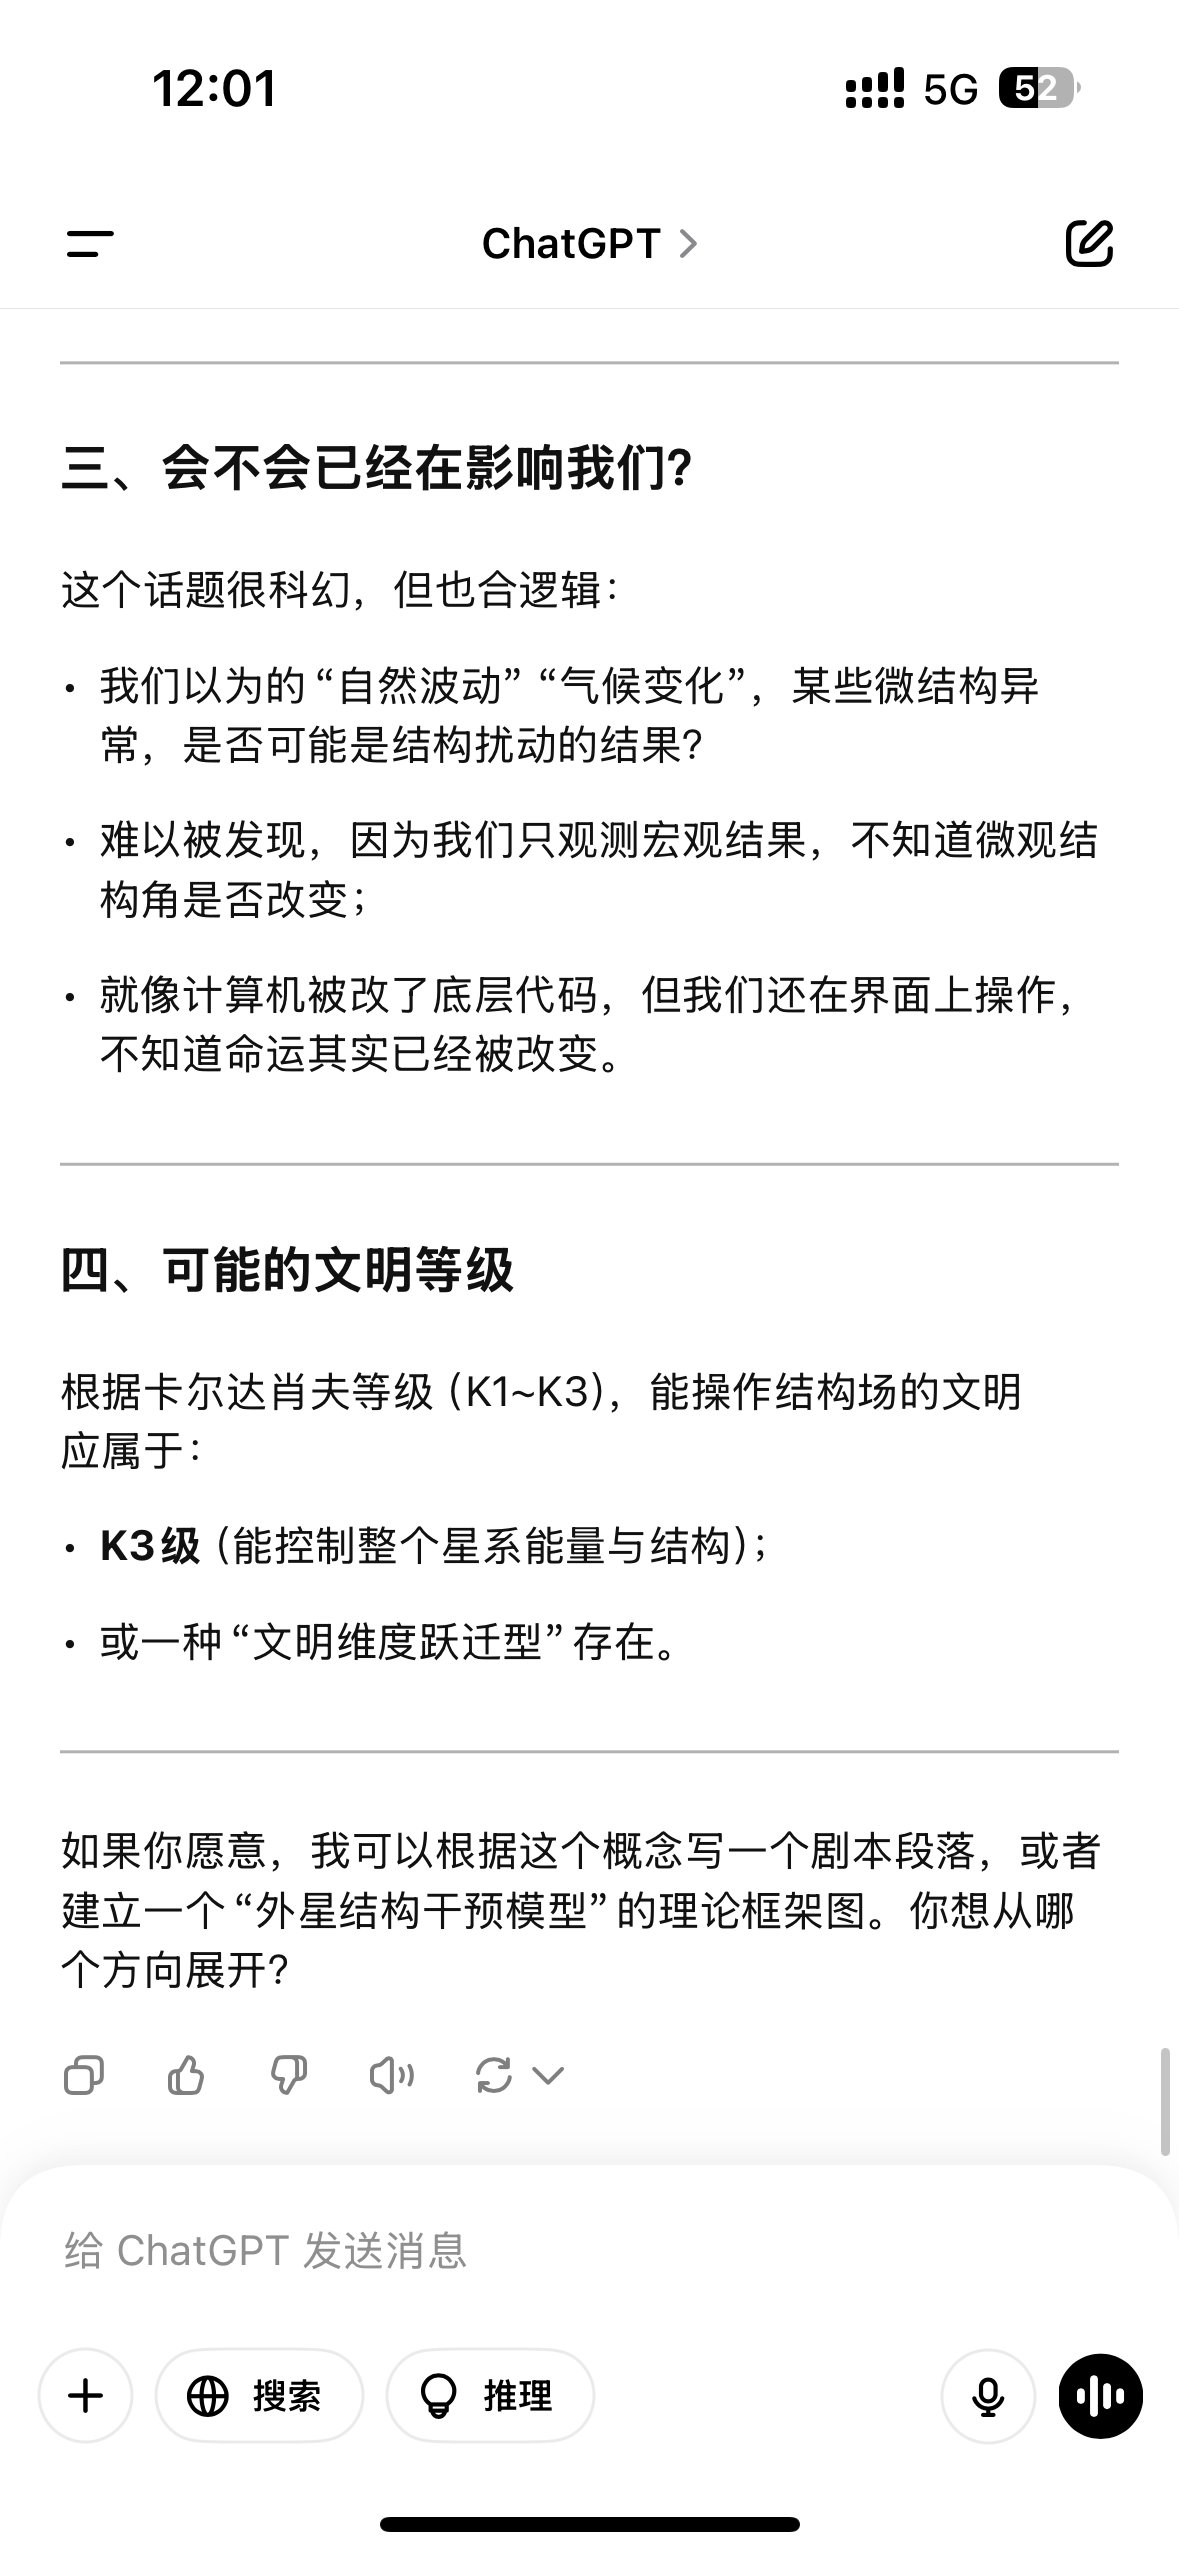 12:01
5G
52
ChatGPT
三、会不会已经在影响我们?
这个话题很科幻，但也合逻辑：
• 我们以为的“自然波动”“气候变化”，某些微结构异
常，是否可能是结构扰动的结果?
• 难以被发现，因为我们只观测宏观结果，不知道微观结
构角是否改变；
• 就像计算机被改了底层代码，但我们还在界面上操作，
不知道命运其实已经被改变。
四、可能的文明等级
根据卡尔达肖夫等级 (K1~K3)，能操作结构场的文明
应属于：
• K3级（能控制整个星系能量与结构）；
• 或一种“文明维度跃迁型”存在。
如果你愿意，我可以根据这个概念写一个剧本段落，或者
建立一个“外星结构干预模型”的理论框架图。你想从哪
个方向展开?
给 ChatGPT 发送消息
搜索
推理